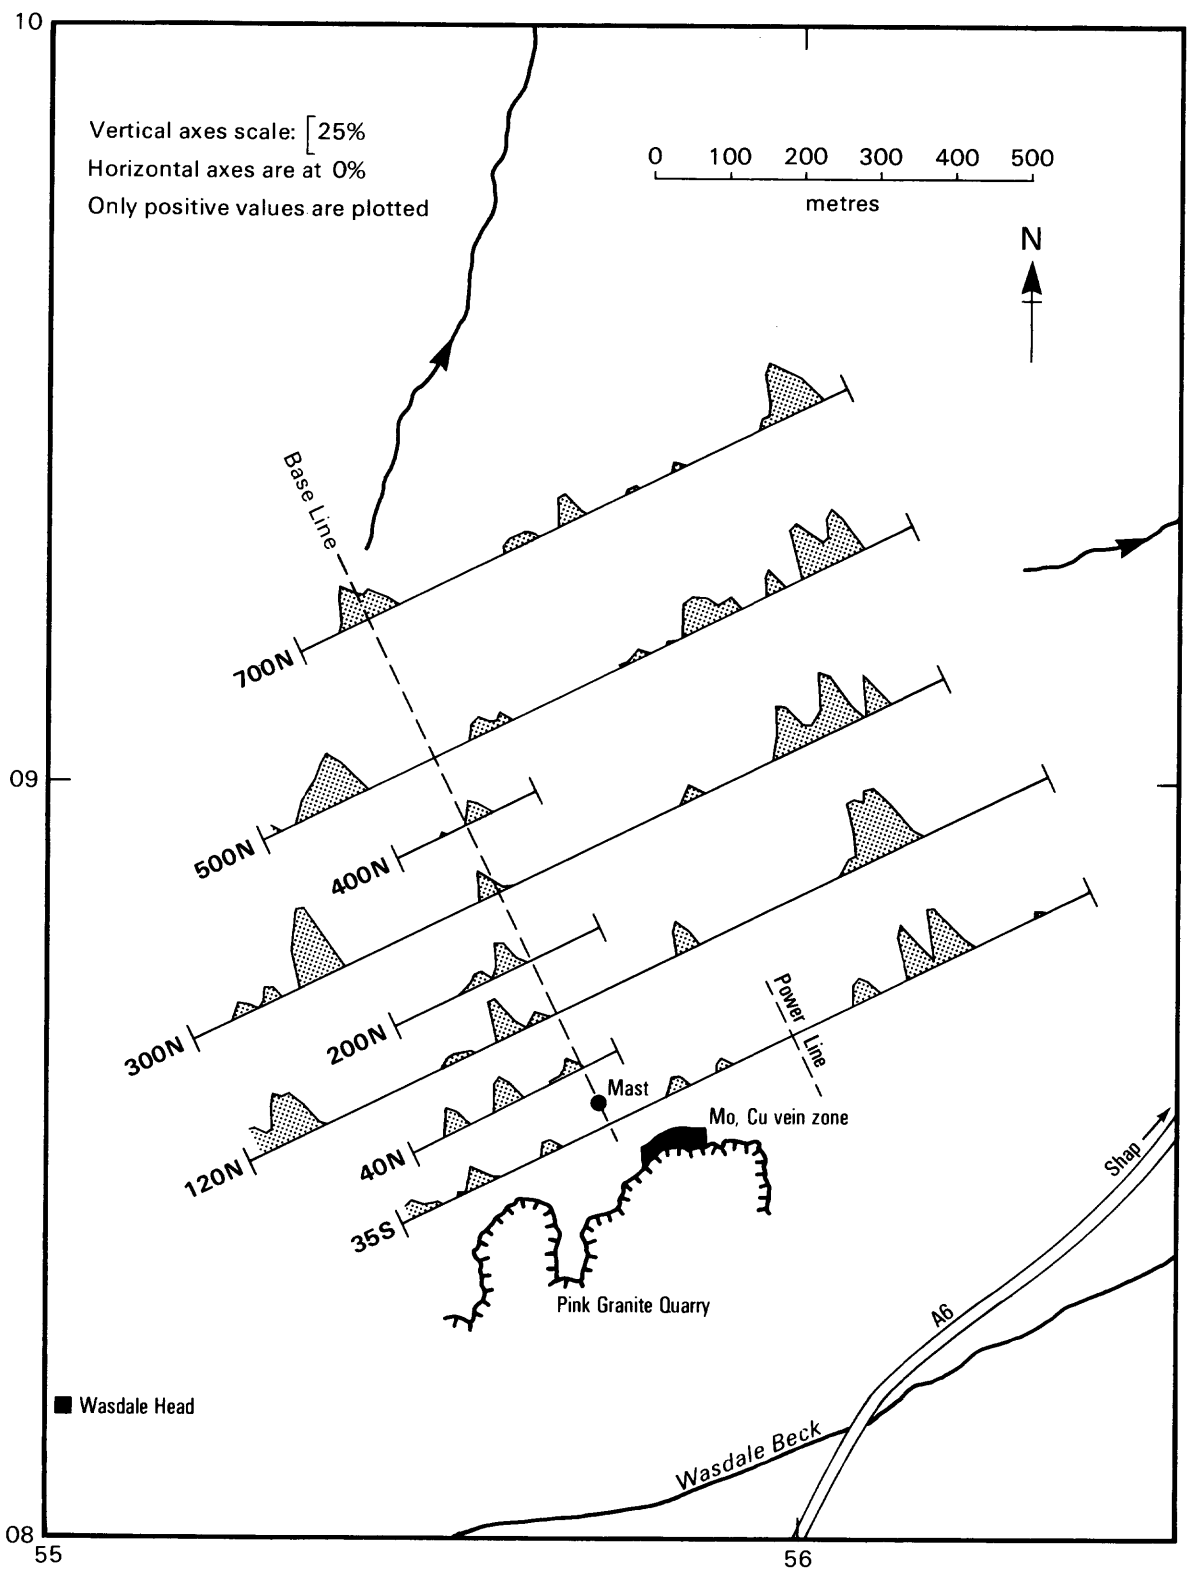 10
Vertical axes scale: [25%
Horizontal axes are at 0%
Only positive values are plotted
0 100 200 300 400 500
metres
N
Base Line
700N
09
500N
400N
300N
200N
Power Line
120N
40N
Mast
Mo, Cu vein zone
35S
Shap
Pink Granite Quarry
A6
Wasdale Head
Wasdale Beck
08
55
56